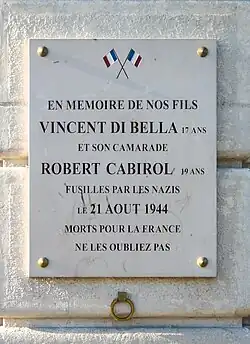 EN MEMOIRE DE NOS FILS
VINCENT DI BELLA 17 ANS
ET SON CAMARADE
ROBERT CABIROL 19 ANS
FUSILLES PAR LES NAZIS
LE 21 AOUT 1944
MORTS POUR LA FRANCE
NE LES OUBLIEZ PAS